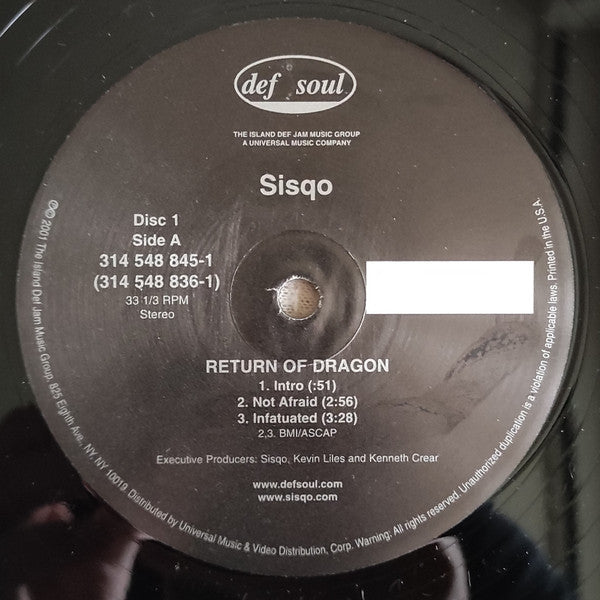 def soul
THE ISLAND DEF JAM MUSIC GROUP
A UNIVERSAL MUSIC COMPANY
Sisqo
Disc 1
Side A
314 548 845-1
(314 548 836-1)
33 1/3 RPM
Stereo
RETURN OF DRAGON
1. Intro (:51)
2. Not Afraid (2:56)
3. Infatuated (3:28)
2,3. BMI/ASCAP
Executive Producers: Sisqo, Kevin Liles and Kenneth Crear
www.defsoul.com
www.sisqo.com
℗© 2001 The Island Def Jam Music Group, 825 Eighth Ave., NY, NY 10019. Distributed by Universal Music & Video Distribution, Corp. Warning: All rights reserved. Unauthorized duplication is a violation of applicable laws. Printed in the U.S.A.